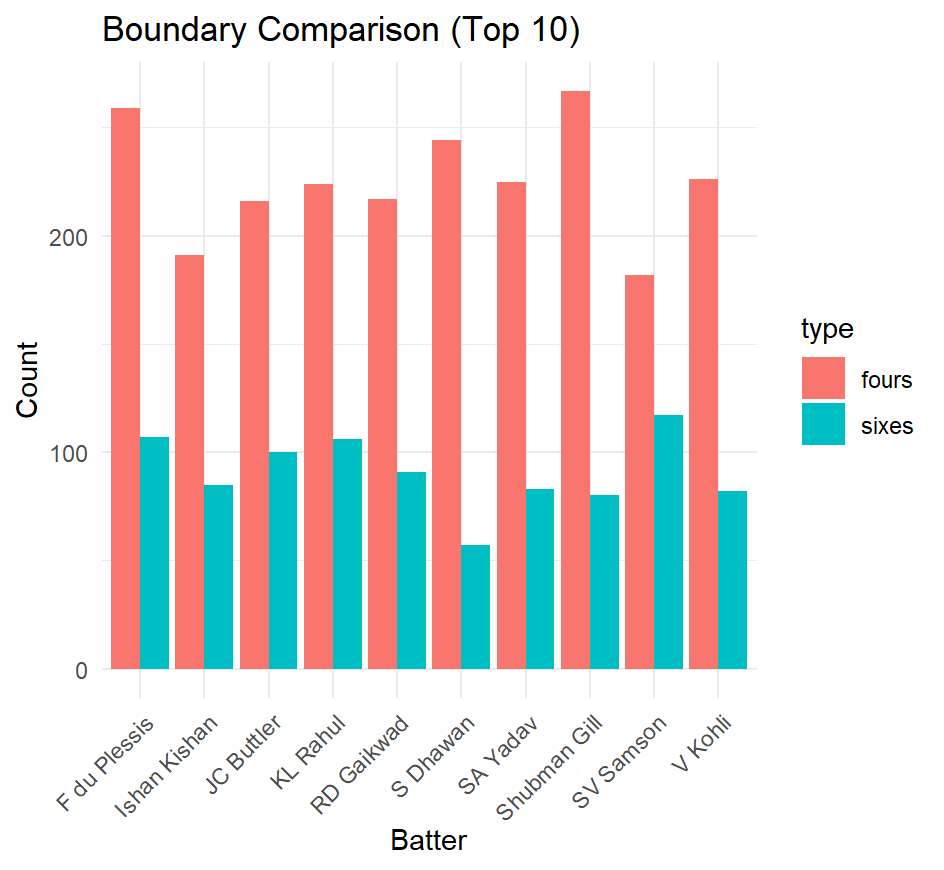 Boundary Comparison (Top 10)
Count
200
100
0
F du Plessis
Ishan Kishan
JC Buttler
KL Rahul
RD Gaikwad
S Dhawan
SA Yadav
Shubman Gill
SV Samson
V Kohli
Batter
type
fours
sixes